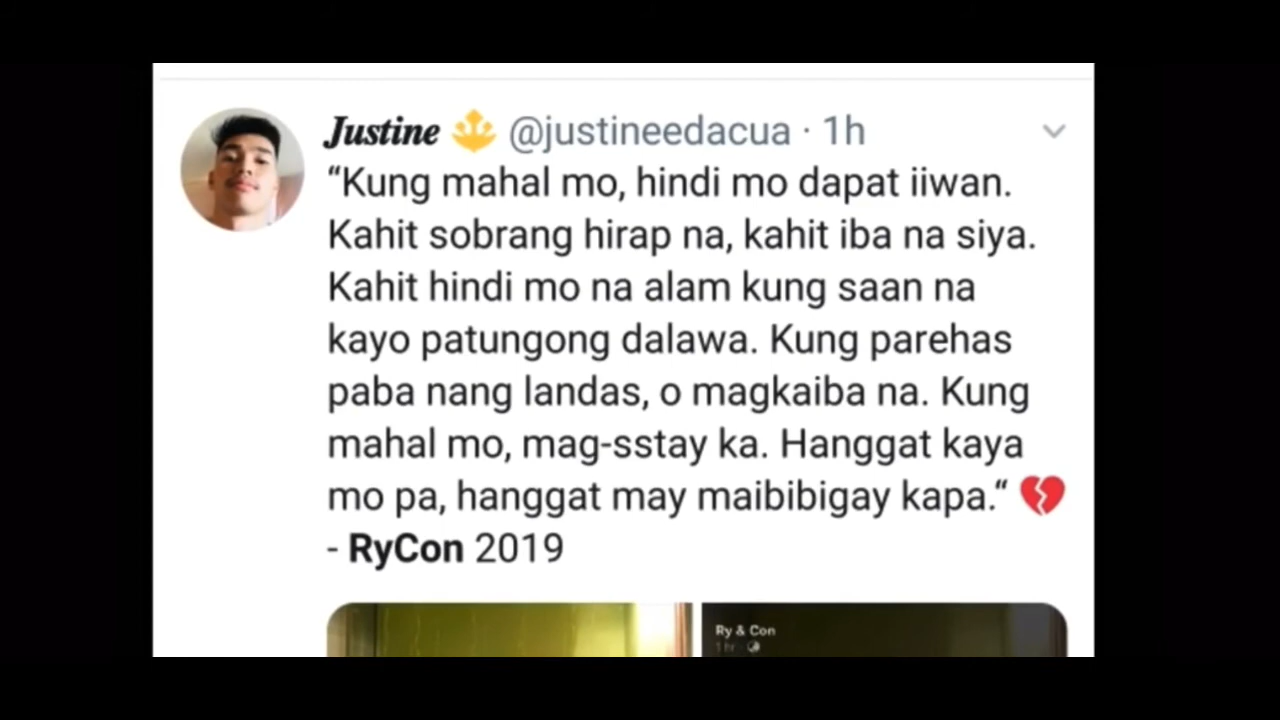 Justine @justineedacua · 1h
“Kung mahal mo, hindi mo dapat iiwan.
Kahit sobrang hirap na, kahit iba na siya.
Kahit hindi mo na alam kung saan na
kayo patungong dalawa. Kung parehas
paba nang landas, o magkaiba na. Kung
mahal mo, mag-sstay ka. Hanggat kaya
mo pa, hanggat may maibibigay kapa.“ 💔
- RyCon 2019
Ry & Con
1 hr